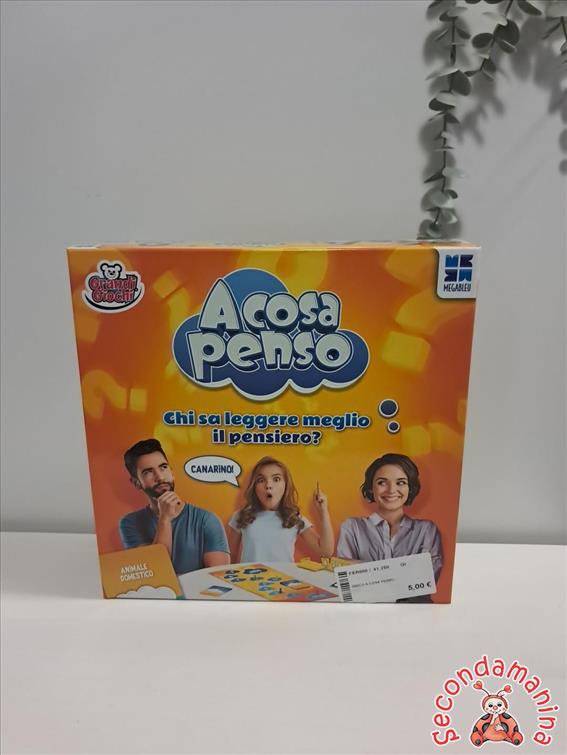 Grandi
Giochi
MEGABLEU
A cosa
penso
Chi sa leggere meglio
il pensiero?
CANARINO!
ANIMALE
DOMESTICO
5,00 €
Secondamanina